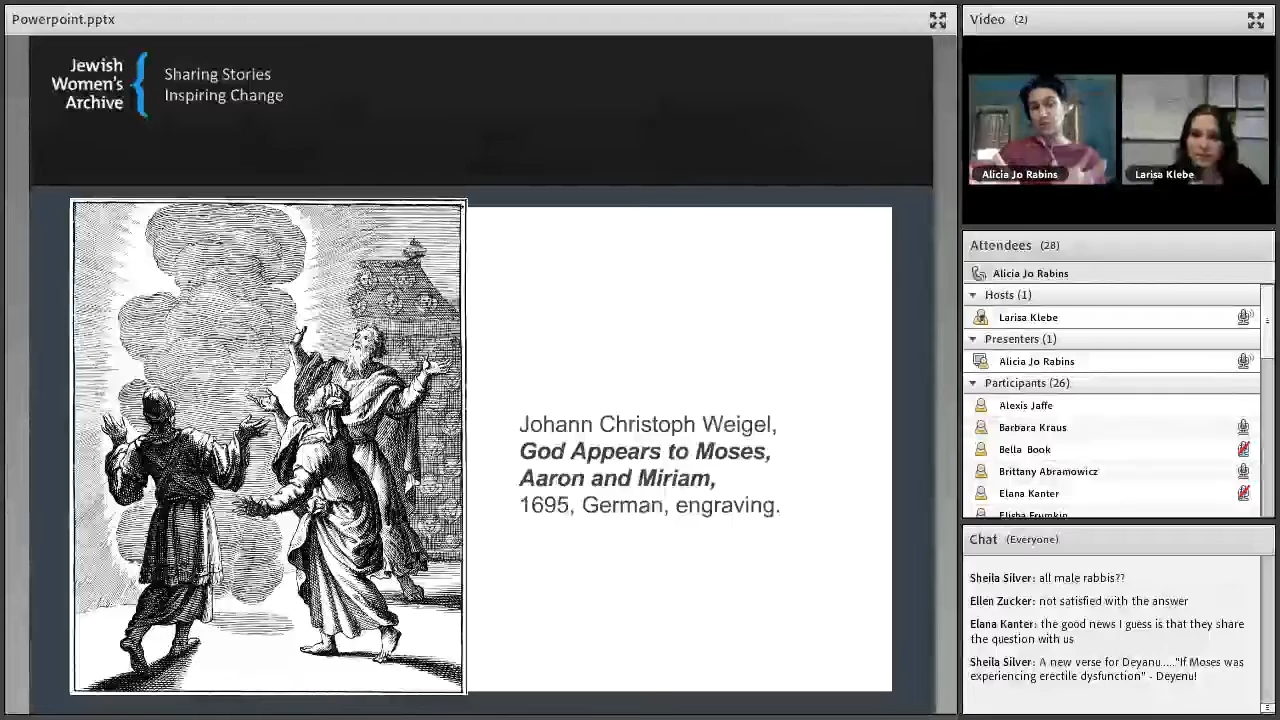 Powerpoint.pptx
Jewish
Women's
Archive
Sharing Stories
Inspiring Change
Johann Christoph Weigel,
God Appears to Moses,
Aaron and Miriam,
1695, German, engraving.
Video (2)
Alicia Jo Rabins
Larisa Klebe
Attendees (28)
Alicia Jo Rabins
Hosts (1)
Larisa Klebe
Presenters (1)
Alicia Jo Rabins
Participants (26)
Alexis Jaffe
Barbara Kraus
Bella Book
Brittany Abramowicz
Elana Kanter
Elisha Frumkin
Chat (Everyone)
Sheila Silver: all male rabbis??
Ellen Zucker: not satisfied with the answer
Elana Kanter: the good news I guess is that they share
the question with us
Sheila Silver: A new verse for Deyanu....."If Moses was
experiencing erectile dysfunction" - Deyenu!